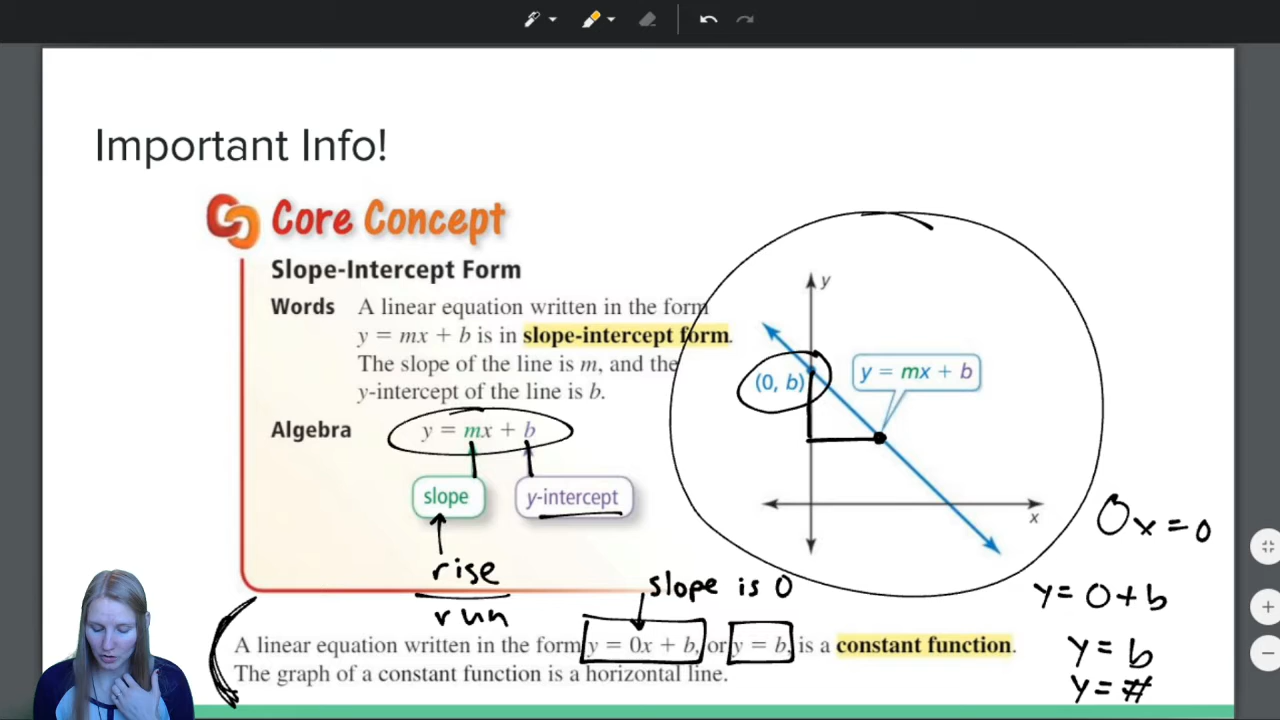 Important Info!
Core Concept
Slope-Intercept Form
Words A linear equation written in the form
y = mx + b is in slope-intercept form.
The slope of the line is m, and the
y-intercept of the line is b.
Algebra y = mx + b
slope y-intercept
rise
run
y
(0, b)
y = mx + b
x
slope is 0
A linear equation written in the form y = 0x + b, or y = b, is a constant function.
The graph of a constant function is a horizontal line.
0x = 0
y = 0 + b
y = b
y = #